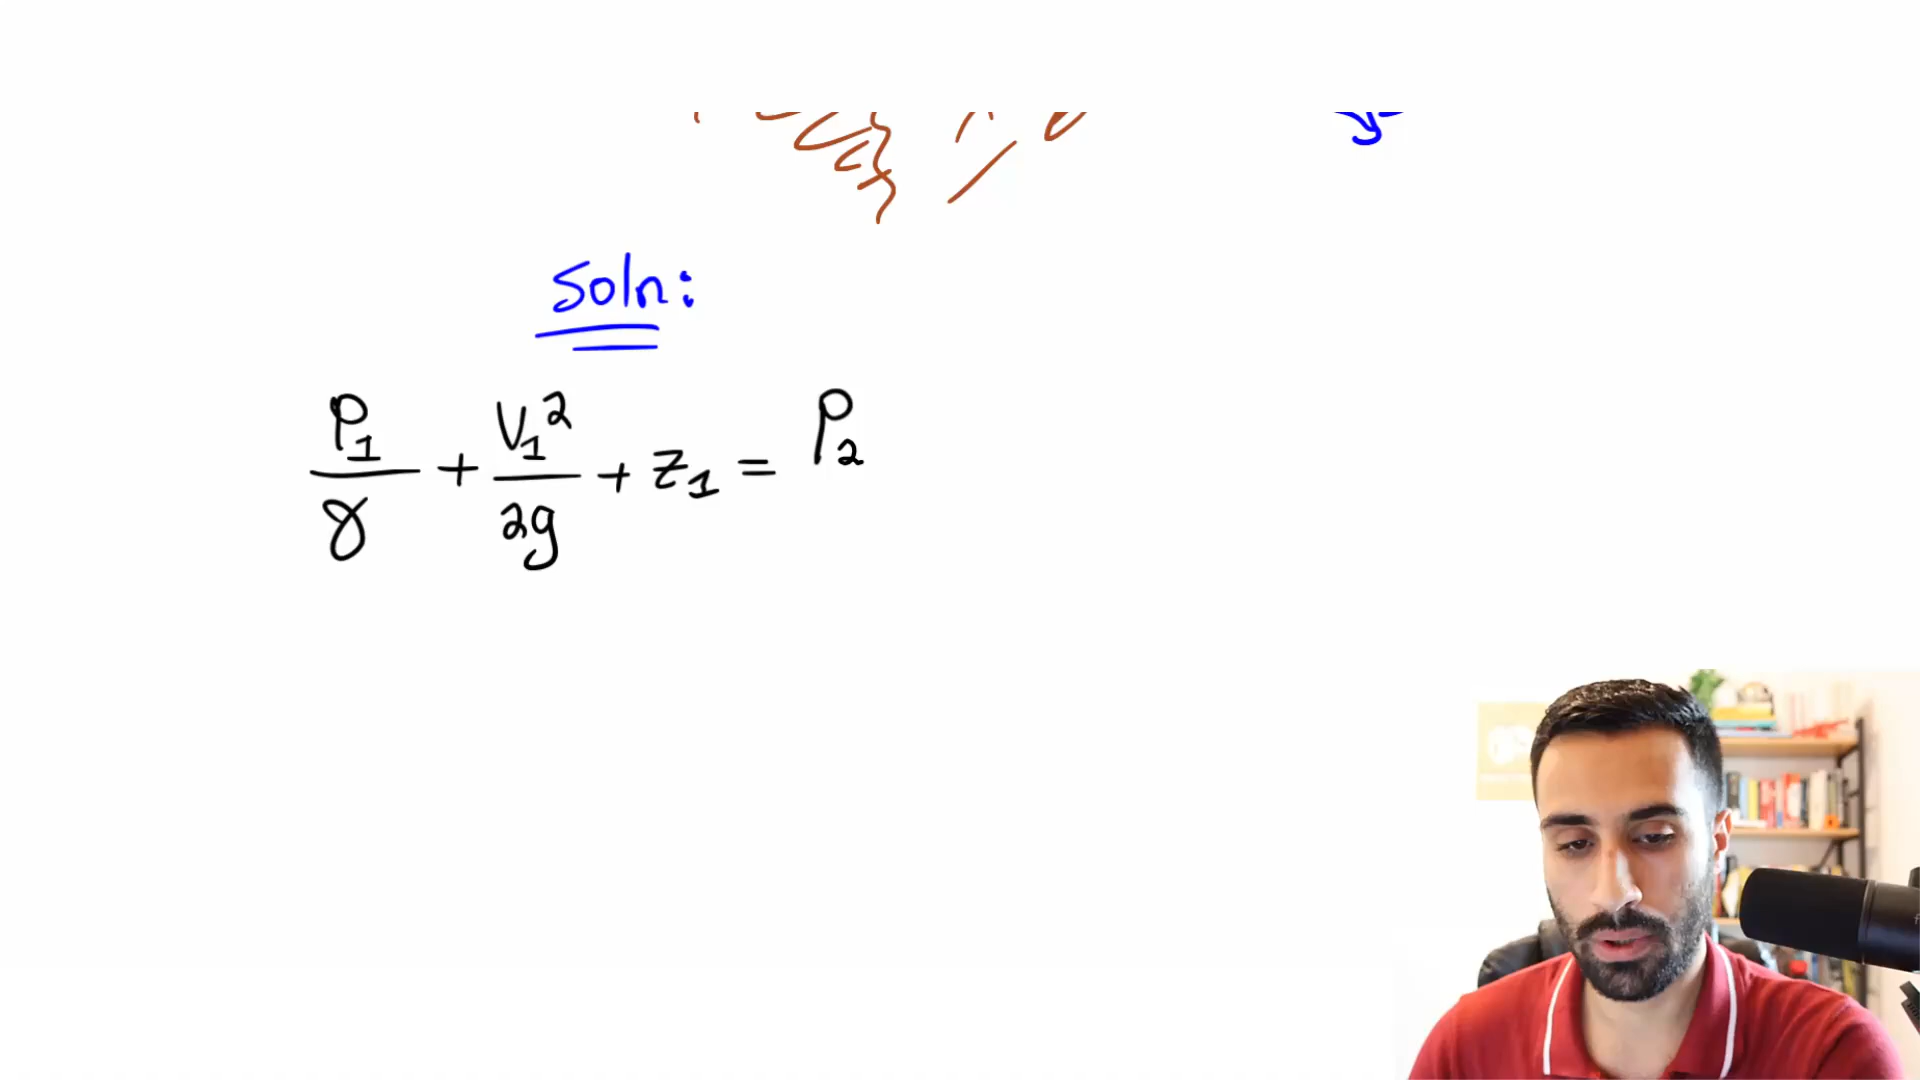 Soln:
P₁/γ + V₁²/2g + z₁ = P₂